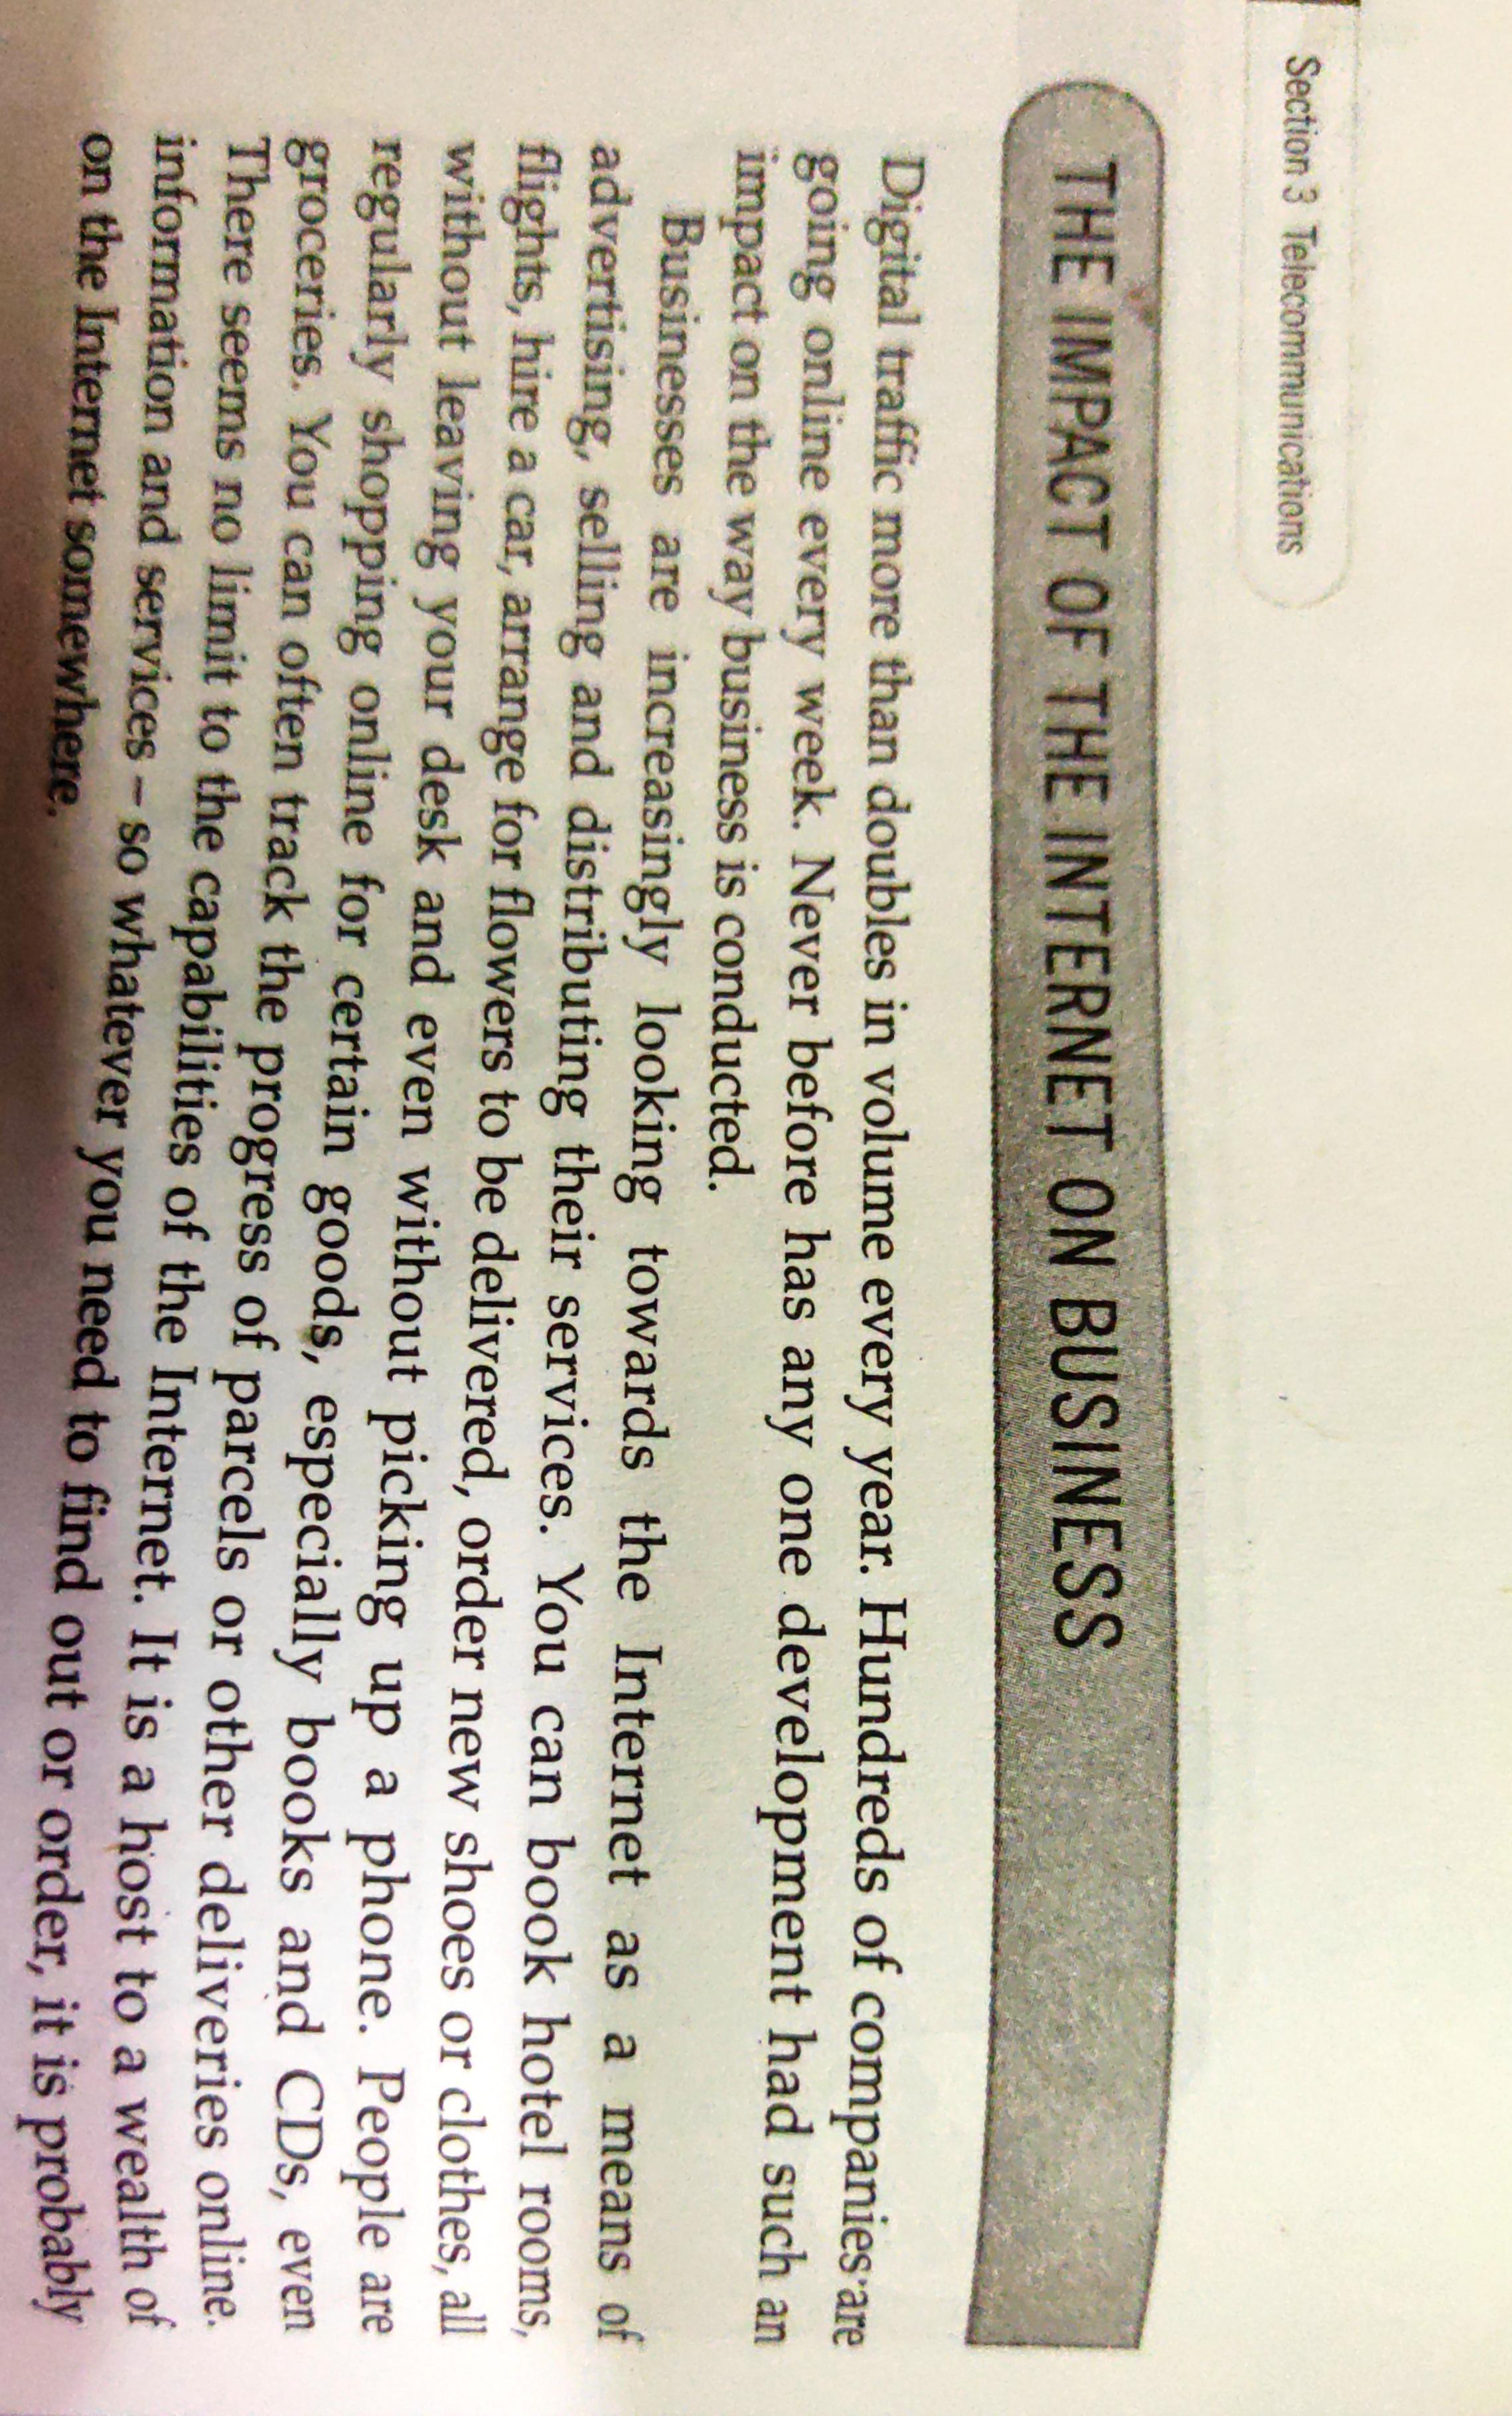 Section 3 Telecommunications
THE IMPACT OF THE INTERNET ON BUSINESS
Digital traffic more than doubles in volume every year. Hundreds of companies are
going online every week. Never before has any one development had such an
impact on the way business is conducted.
Businesses are increasingly looking towards the Internet as a means of
advertising, selling and distributing their services. You can book hotel rooms,
flights, hire a car, arrange for flowers to be delivered, order new shoes or clothes, all
without leaving your desk and even without picking up a phone. People are
regularly shopping online for certain goods, especially books and CDs, even
groceries. You can often track the progress of parcels or other deliveries online.
There seems no limit to the capabilities of the Internet. It is a host to a wealth of
information and services – so whatever you need to find out or order, it is probably
on the Internet somewhere.